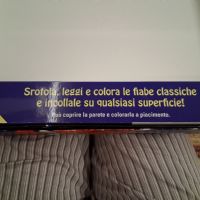 Srotola, leggi e colora le fiabe classiche
e incollale su qualsiasi superficie!
Puoi coprire la parete e colorarla a piacimento.